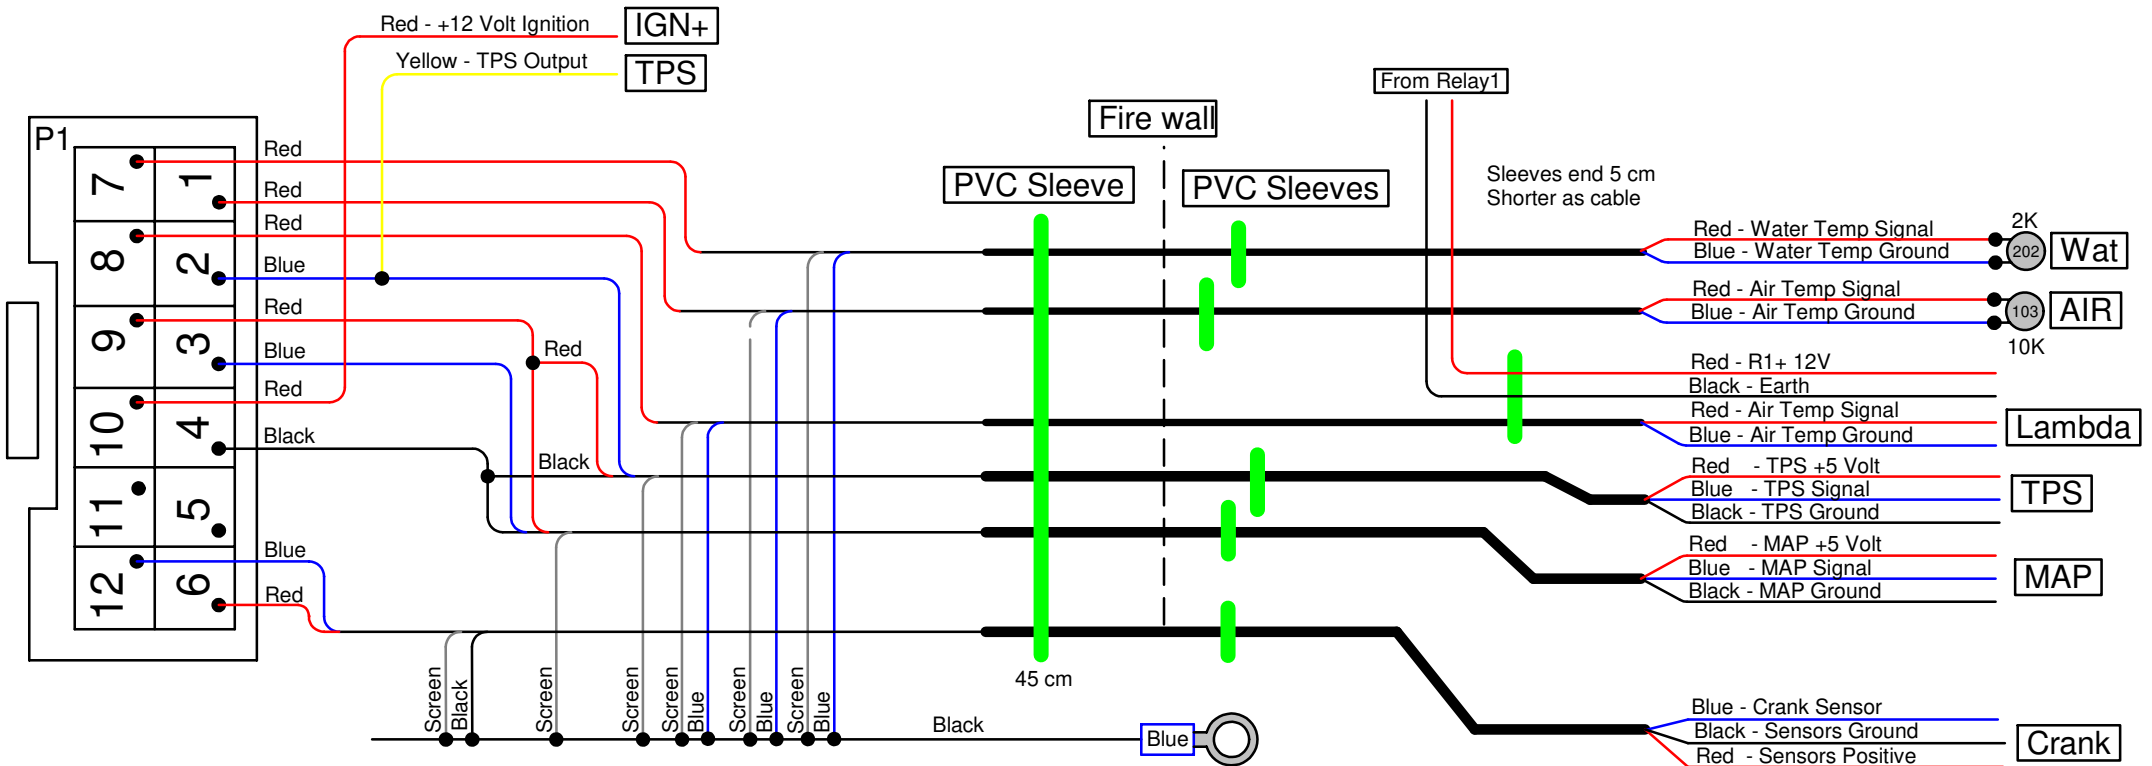 Red - +12 Volt Ignition
IGN+
Yellow - TPS Output
TPS
From Relay1
Fire wall
P1
Red
7
1
Red
PVC Sleeve
PVC Sleeves
Sleeves end 5 cm
Shorter as cable
Red
8
2
Blue
Red - Water Temp Signal
Blue - Water Temp Ground
2K
202
Wat
Red - Air Temp Signal
Blue - Air Temp Ground
103
AIR
10K
Red
9
3
Blue
Red
Red
Red - R1+ 12V
Black - Earth
Red - Air Temp Signal
Blue - Air Temp Ground
Lambda
10
4
Black
Black
Red - TPS +5 Volt
Blue - TPS Signal
Black - TPS Ground
TPS
11
5
Red - MAP +5 Volt
Blue - MAP Signal
Black - MAP Ground
MAP
Blue
12
6
Red
45 cm
Screen
Black
Screen
Screen
Screen
Blue
Screen
Blue
Screen
Blue
Black
Blue
Blue - Crank Sensor
Black - Sensors Ground
Red - Sensors Positive
Crank